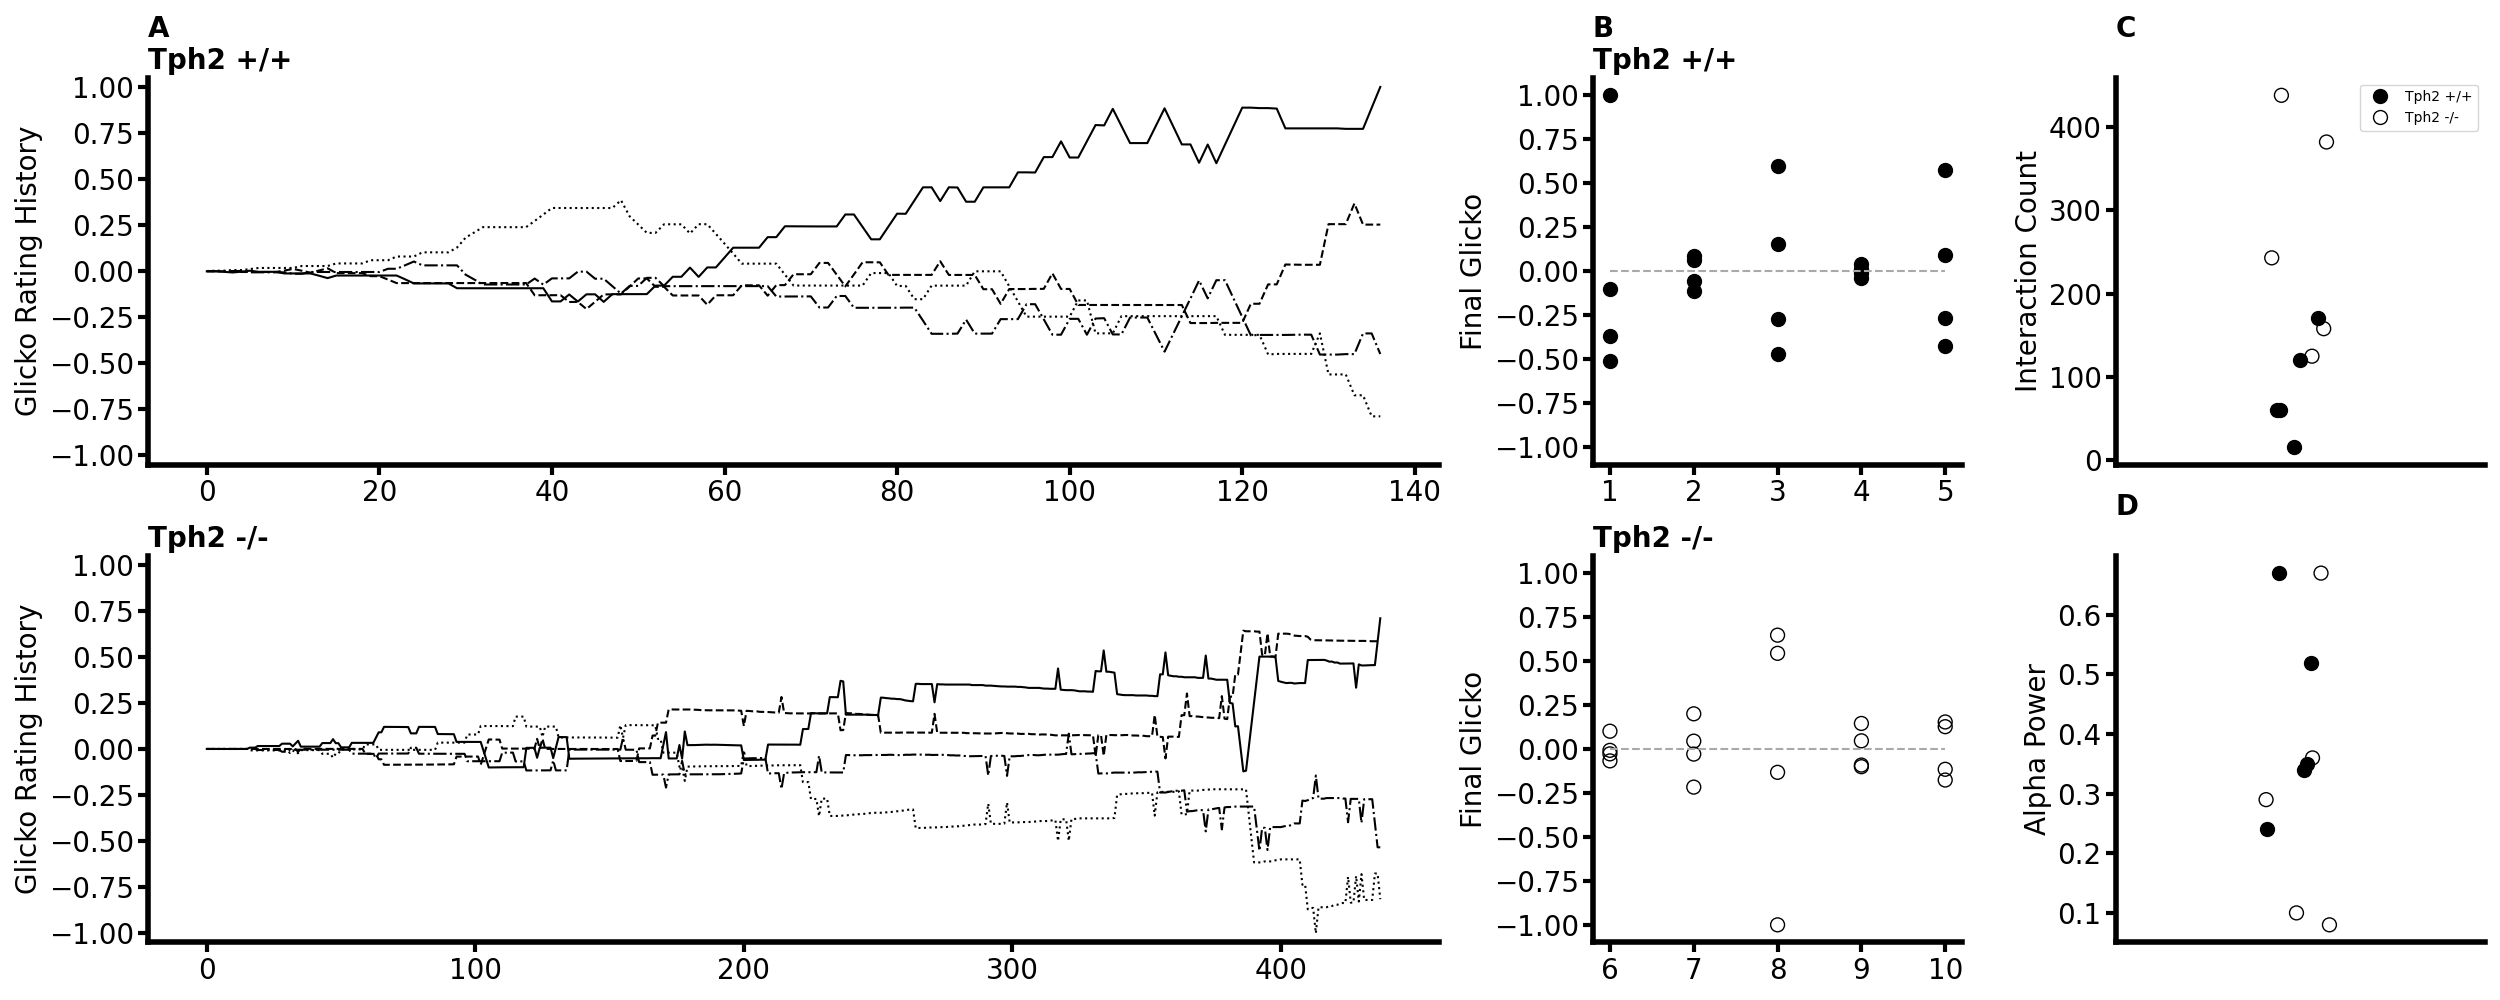 A
Tph2 +/+
Glicko Rating History
1.00
0.75
0.50
0.25
0.00
−0.25
−0.50
−0.75
−1.00
0 20 40 60 80 100 120 140
B
Tph2 +/+
Final Glicko
1.00
0.75
0.50
0.25
0.00
−0.25
−0.50
−0.75
−1.00
1 2 3 4 5
C
Interaction Count
400
300
200
100
0
Tph2 +/+
Tph2 -/-
Tph2 -/-
Glicko Rating History
1.00
0.75
0.50
0.25
0.00
−0.25
−0.50
−0.75
−1.00
0 100 200 300 400
Tph2 -/-
Final Glicko
1.00
0.75
0.50
0.25
0.00
−0.25
−0.50
−0.75
−1.00
6 7 8 9 10
D
Alpha Power
0.6
0.5
0.4
0.3
0.2
0.1